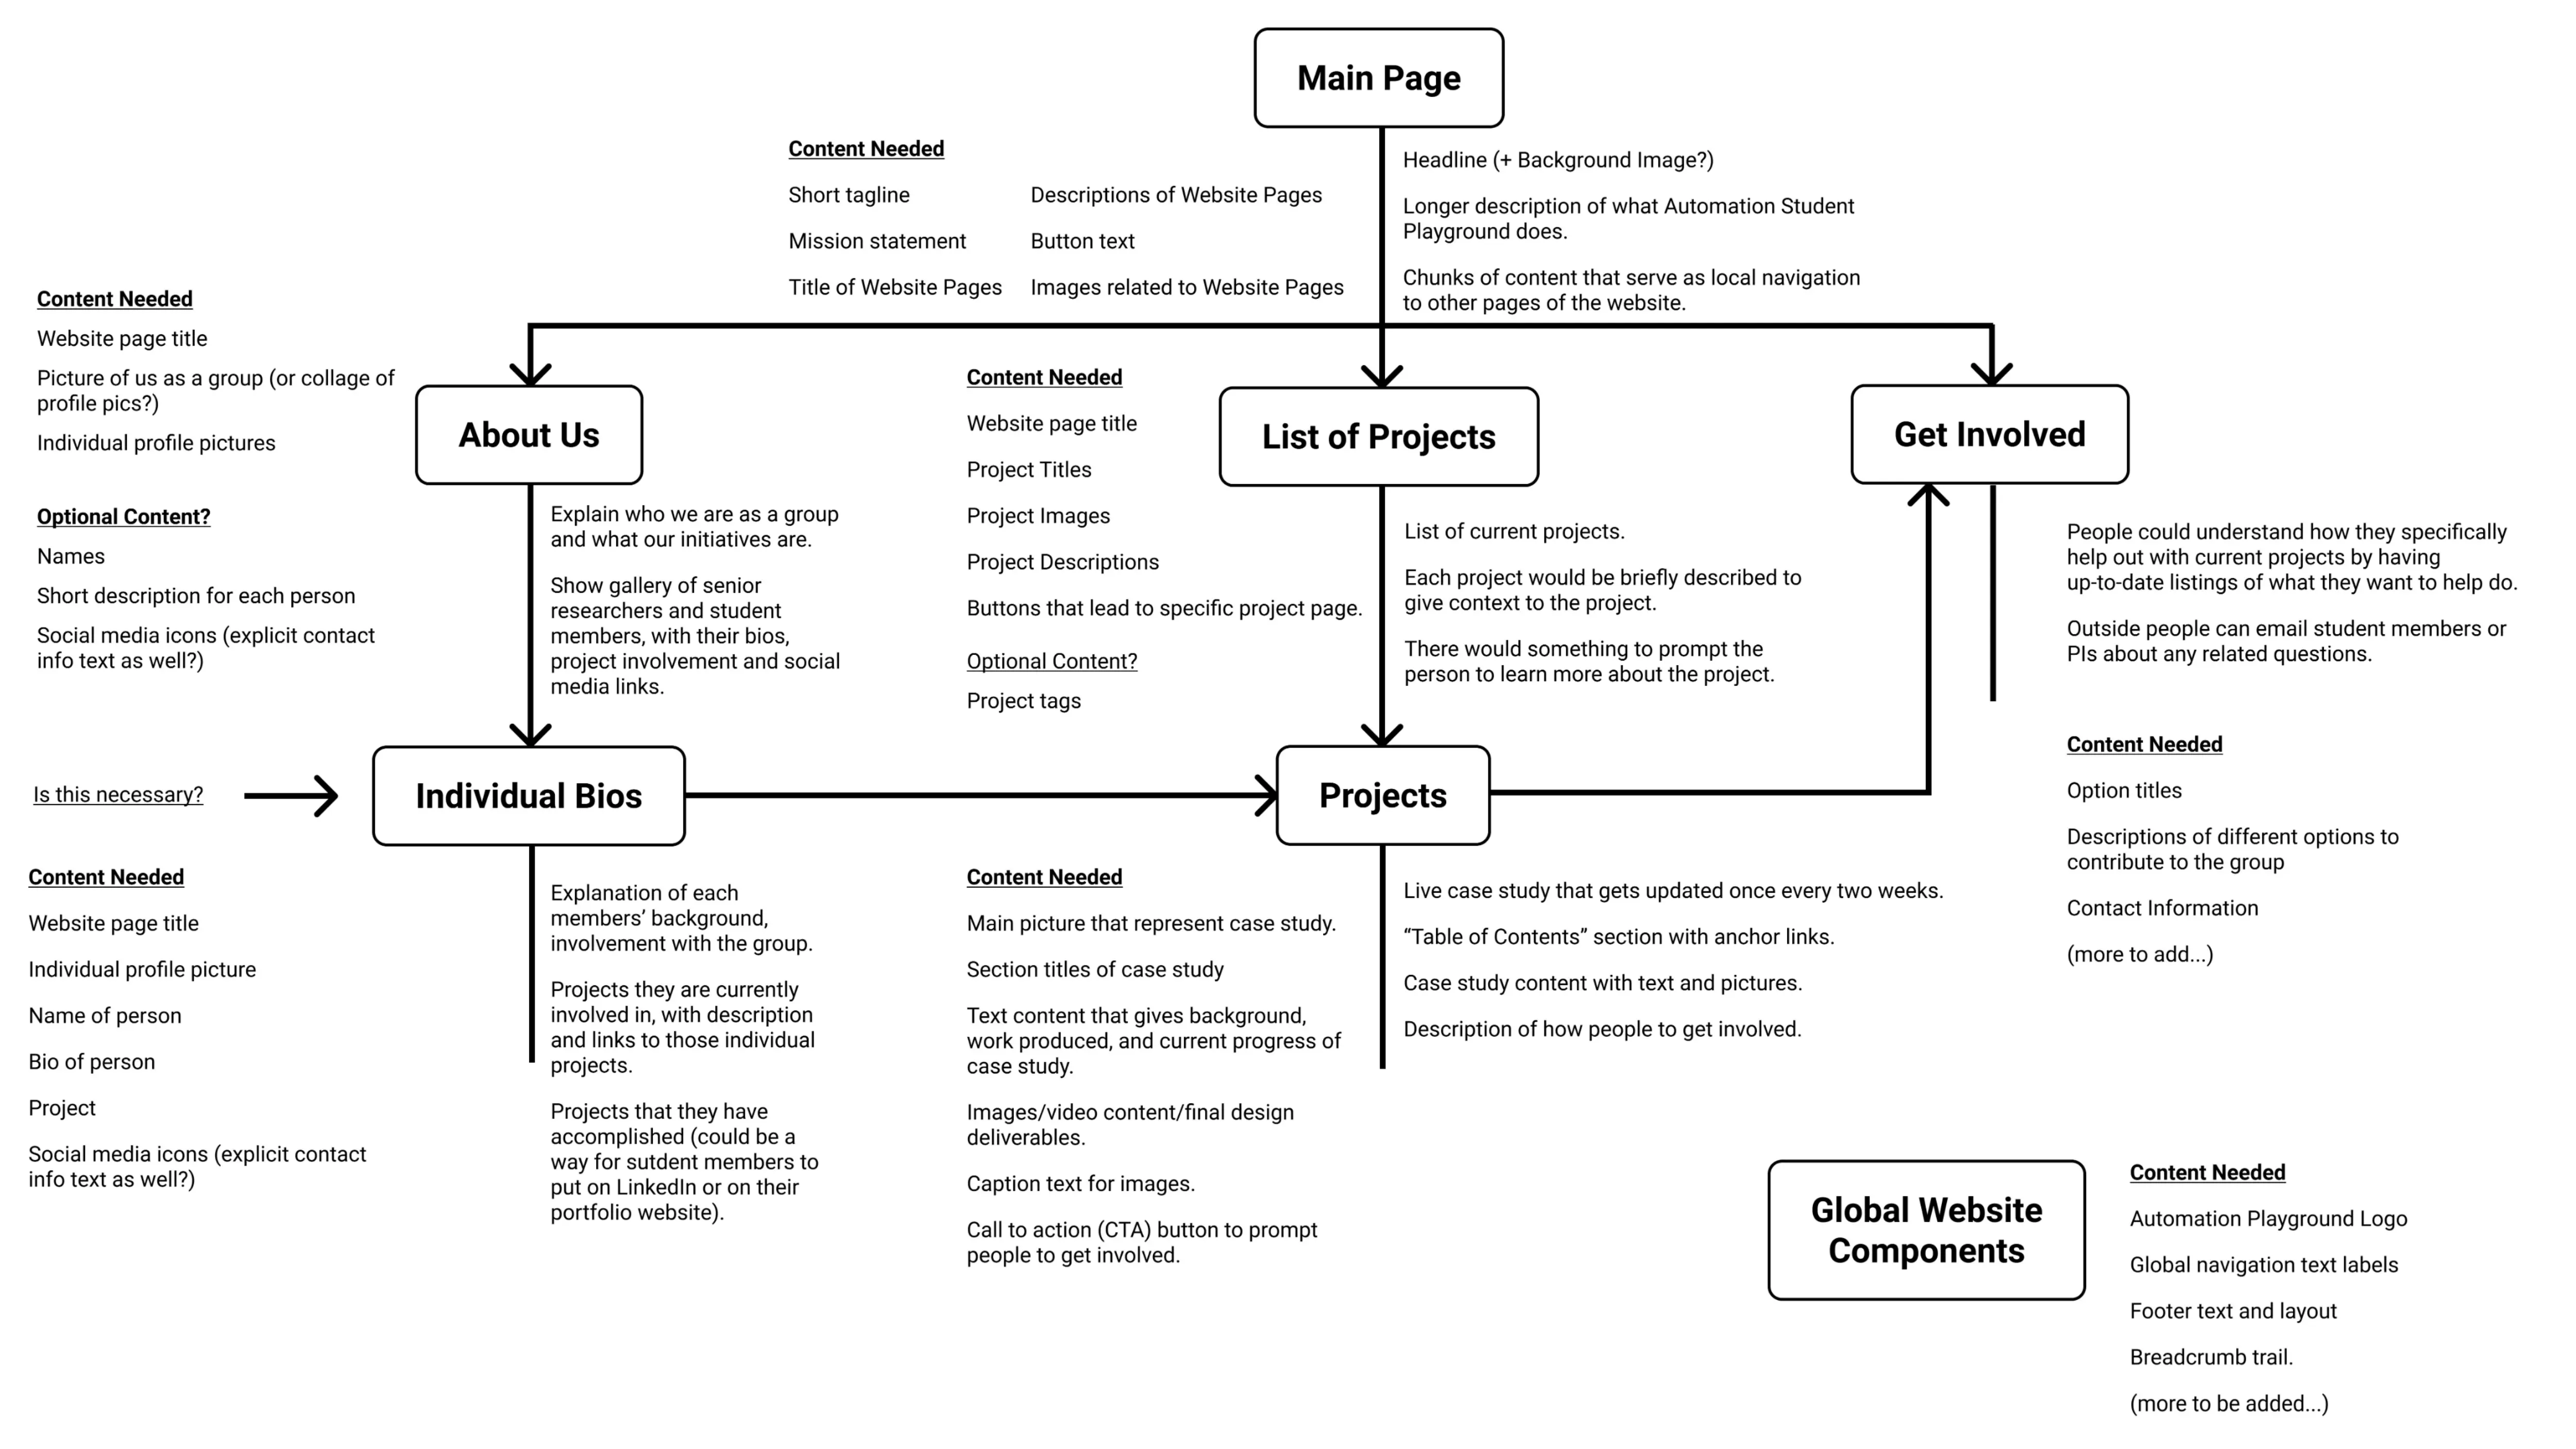 Main Page
Content Needed
Short tagline
Mission statement
Title of Website Pages
Descriptions of Website Pages
Button text
Images related to Website Pages
Headline (+ Background Image?)
Longer description of what Automation Student
Playground does.
Chunks of content that serve as local navigation
to other pages of the website.
Content Needed
Website page title
Picture of us as a group (or collage of
profile pics?)
Individual profile pictures
Optional Content?
Names
Short description for each person
Social media icons (explicit contact
info text as well?)
About Us
Explain who we are as a group
and what our initiatives are.
Show gallery of senior
researchers and student
members, with their bios,
project involvement and social
media links.
Content Needed
Website page title
Project Titles
Project Images
Project Descriptions
Buttons that lead to specific project page.
Optional Content?
Project tags
List of Projects
List of current projects.
Each project would be briefly described to
give context to the project.
There would something to prompt the
person to learn more about the project.
Get Involved
People could understand how they specifically
help out with current projects by having
up-to-date listings of what they want to help do.
Outside people can email student members or
PIs about any related questions.
Content Needed
Option titles
Descriptions of different options to
contribute to the group
Contact Information
(more to add...)
Is this necessary?
Individual Bios
Content Needed
Website page title
Individual profile picture
Name of person
Bio of person
Project
Social media icons (explicit contact
info text as well?)
Explanation of each
members’ background,
involvement with the group.
Projects they are currently
involved in, with description
and links to those individual
projects.
Projects that they have
accomplished (could be a
way for sutdent members to
put on LinkedIn or on their
portfolio website).
Projects
Content Needed
Main picture that represent case study.
Section titles of case study
Text content that gives background,
work produced, and current progress of
case study.
Images/video content/final design
deliverables.
Caption text for images.
Call to action (CTA) button to prompt
people to get involved.
Live case study that gets updated once every two weeks.
“Table of Contents” section with anchor links.
Case study content with text and pictures.
Description of how people to get involved.
Global Website
Components
Content Needed
Automation Playground Logo
Global navigation text labels
Footer text and layout
Breadcrumb trail.
(more to be added...)